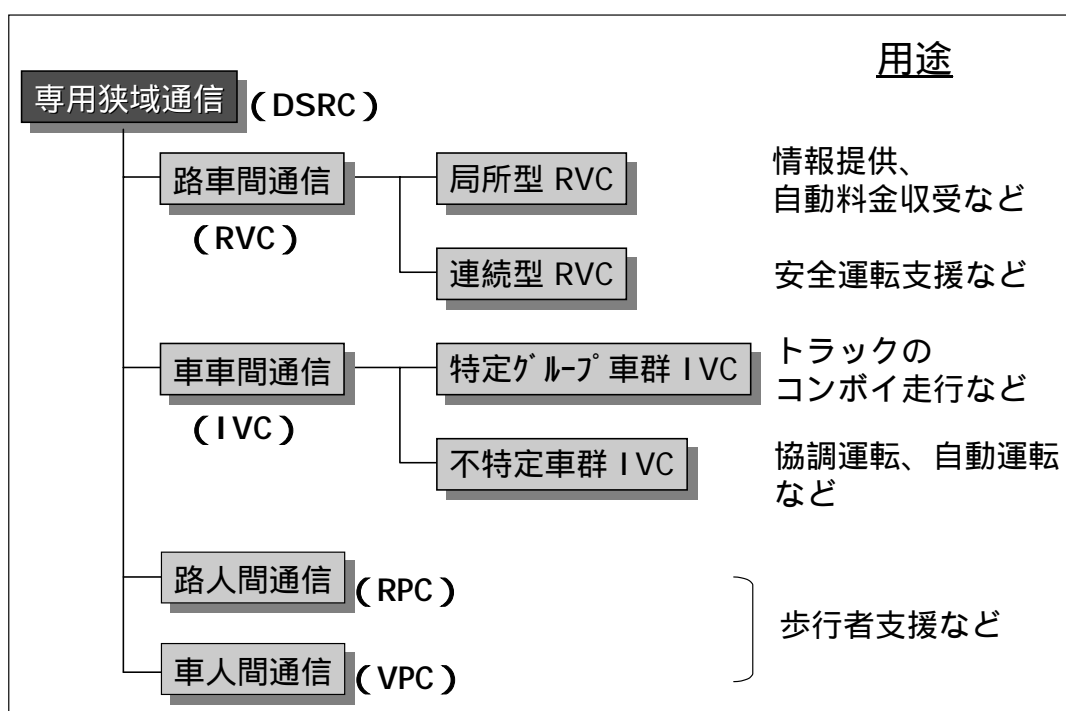 用途
専用狭域通信 (DSRC)
路車間通信
(RVC)
局所型 RVC
情報提供、
自動料金収受など
連続型 RVC
安全運転支援など
車車間通信
(IVC)
特定グループ車群 IVC
トラックの
コンボイ走行など
不特定車群 IVC
協調運転、自動運転
など
路人間通信 (RPC)
車人間通信 (VPC)
歩行者支援など